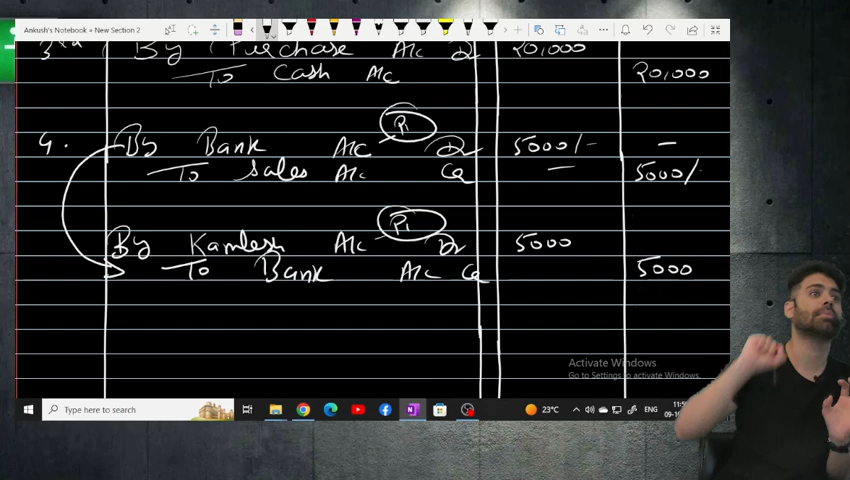 Ankush's Notebook » New Section 2
3rd By Purchase A/c Dr 20,000
To Cash A/c 20,000
4. By Bank A/c P1 Dr 5000/- -
To Sales A/c Cr - 5000/-
By Kamlesh A/c P1 Dr 5000
To Bank A/c Cr 5000
Activate Windows
Go to Settings to activate Windows.
Type here to search
23°C
ENG